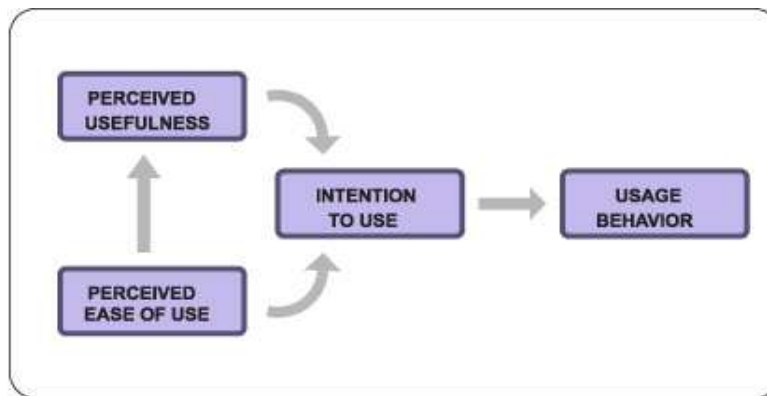 PERCEIVED
USEFULNESS
INTENTION
TO USE
USAGE
BEHAVIOR
PERCEIVED
EASE OF USE